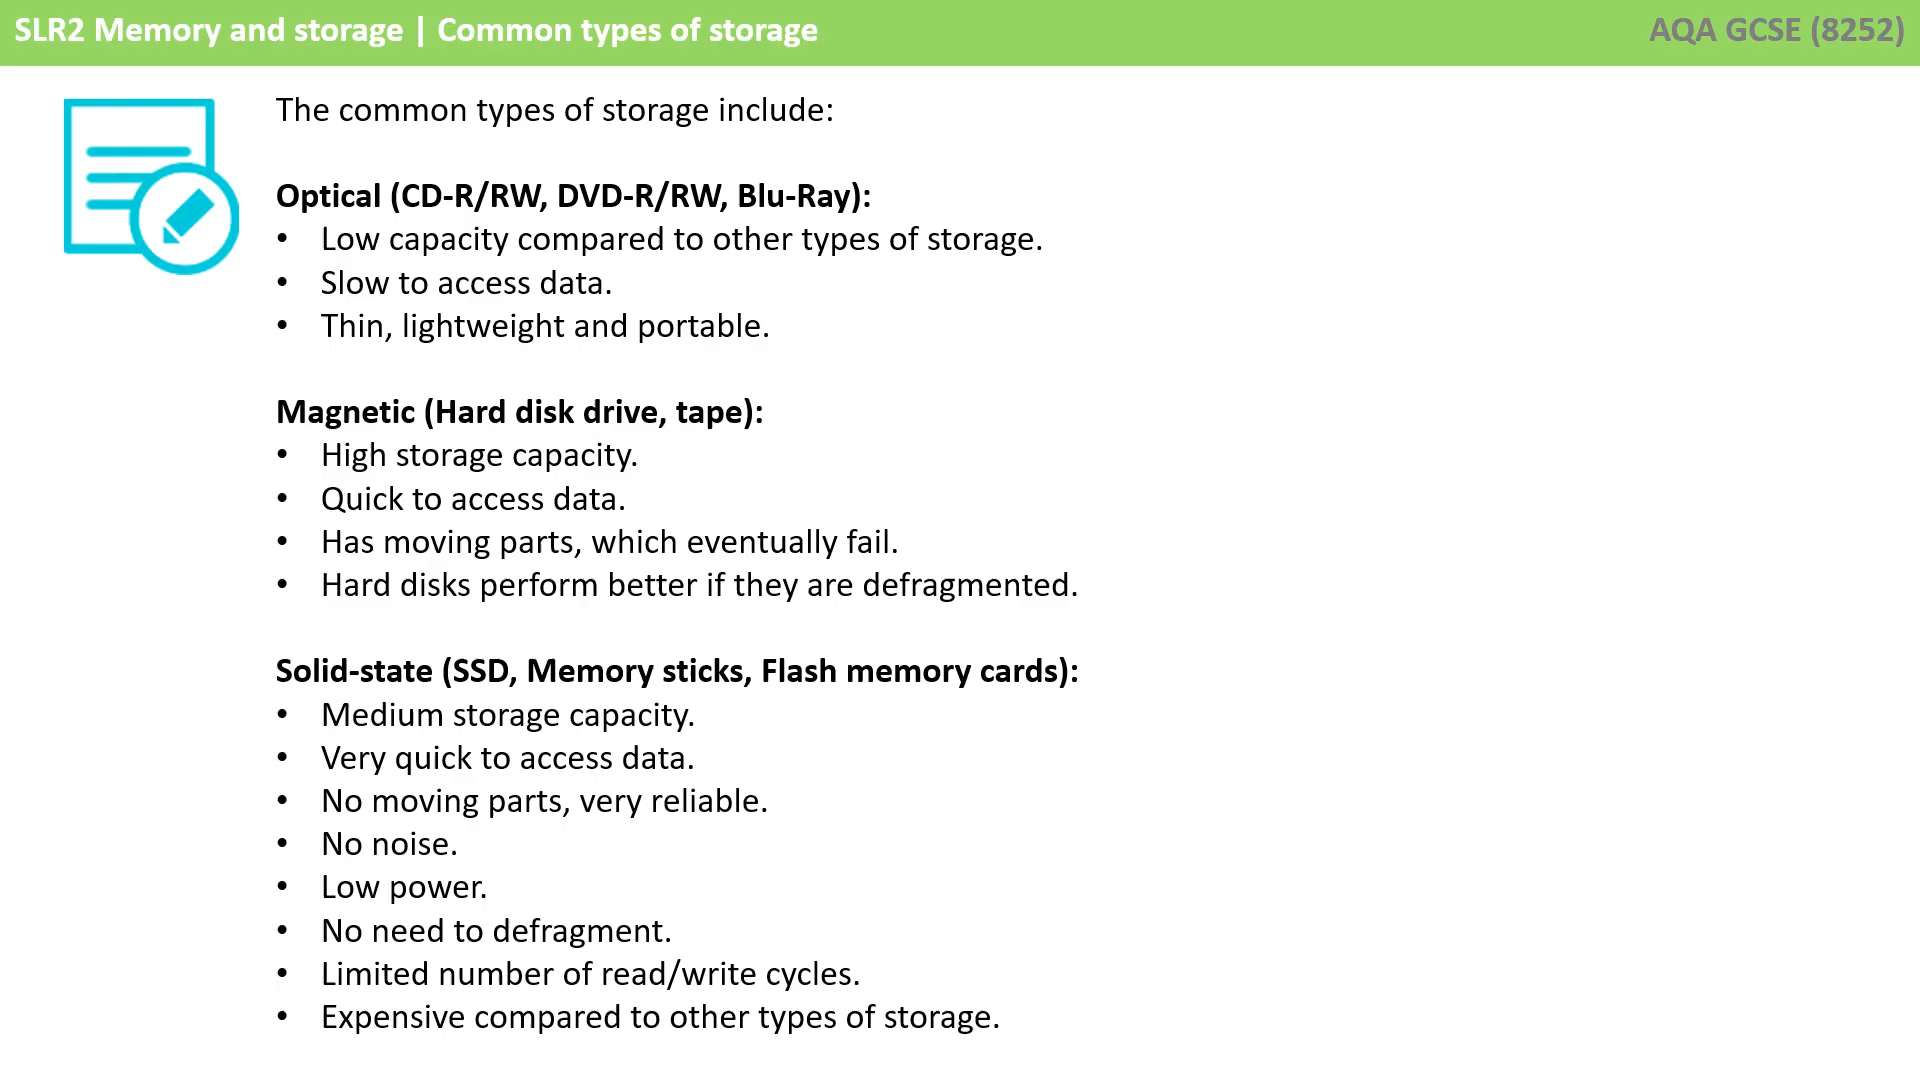 SLR2 Memory and storage | Common types of storage
AQA GCSE (8252)
The common types of storage include:
Optical (CD-R/RW, DVD-R/RW, Blu-Ray):
• Low capacity compared to other types of storage.
• Slow to access data.
• Thin, lightweight and portable.
Magnetic (Hard disk drive, tape):
• High storage capacity.
• Quick to access data.
• Has moving parts, which eventually fail.
• Hard disks perform better if they are defragmented.
Solid-state (SSD, Memory sticks, Flash memory cards):
• Medium storage capacity.
• Very quick to access data.
• No moving parts, very reliable.
• No noise.
• Low power.
• No need to defragment.
• Limited number of read/write cycles.
• Expensive compared to other types of storage.